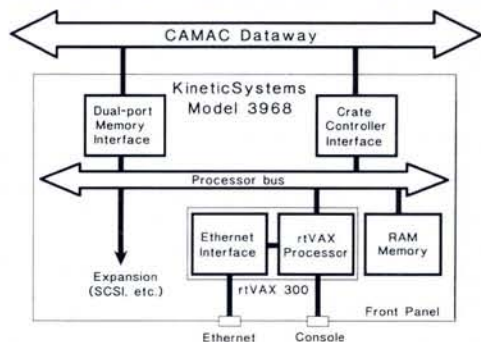 CAMAC Dataway
KineticSystems
Model 3968
Dual-port
Memory
Interface
Crate
Controller
Interface
Processor bus
Ethernet
Interface
rtVAX
Processor
RAM
Memory
Expansion
(SCSI, etc.)
rtVAX 300
Front Panel
Ethernet
Console